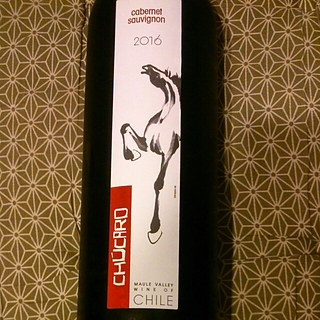 cabernet
sauvignon
2016
CHÚCARO
MAULE VALLEY
WINE OF
CHILE